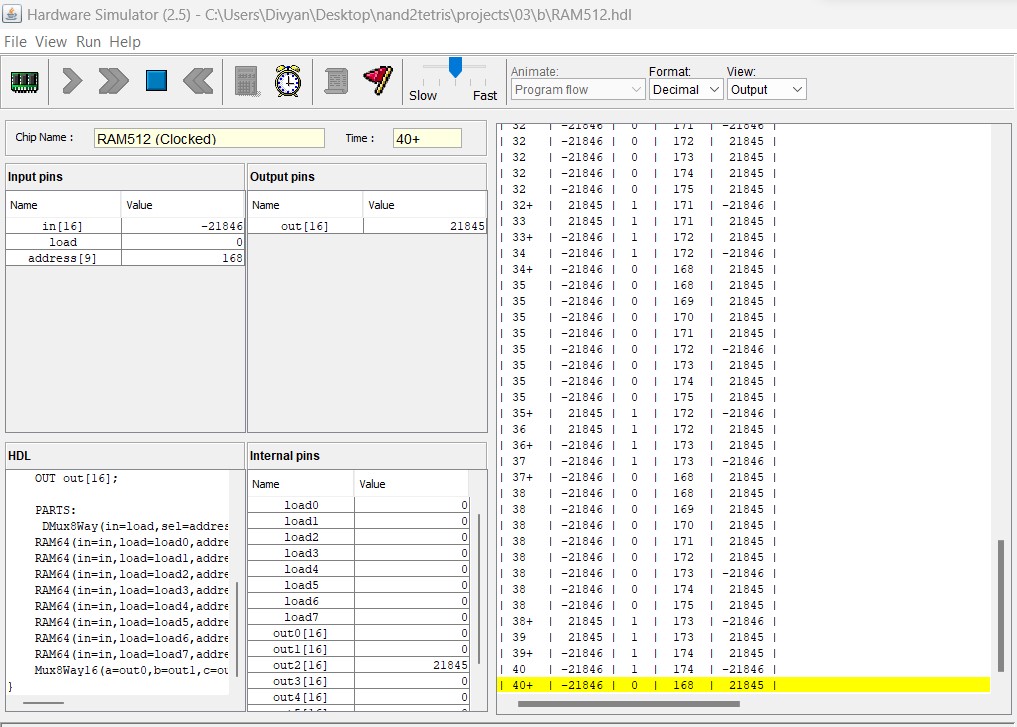 Hardware Simulator (2.5) - C:\Users\Divyan\Desktop\nand2tetris\projects\03\b\RAM512.hdl
File View Run Help
Slow Fast
Animate: Format: View:
Program flow Decimal Output
Chip Name : RAM512 (Clocked) Time : 40+
Input pins
Name Value
in[16] -21846
load 0
address[9] 168
Output pins
Name Value
out[16] 21845
HDL
OUT out[16];
PARTS:
DMux8Way(in=load,sel=addres
RAM64(in=in,load=load0,addre
RAM64(in=in,load=load1,addre
RAM64(in=in,load=load2,addre
RAM64(in=in,load=load3,addre
RAM64(in=in,load=load4,addre
RAM64(in=in,load=load5,addre
RAM64(in=in,load=load6,addre
RAM64(in=in,load=load7,addre
Mux8Way16(a=out0,b=out1,c=ou
}
Internal pins
Name Value
load0 0
load1 0
load2 0
load3 0
load4 0
load5 0
load6 0
load7 0
out0[16] 0
out1[16] 0
out2[16] 21845
out3[16] 0
out4[16] 0
| 32 | -21846 | 0 | 171 | -21846 |
| 32 | -21846 | 0 | 172 | 21845 |
| 32 | -21846 | 0 | 173 | 21845 |
| 32 | -21846 | 0 | 174 | 21845 |
| 32 | -21846 | 0 | 175 | 21845 |
| 32+ | 21845 | 1 | 171 | -21846 |
| 33 | 21845 | 1 | 171 | 21845 |
| 33+ | -21846 | 1 | 172 | 21845 |
| 34 | -21846 | 1 | 172 | -21846 |
| 34+ | -21846 | 0 | 168 | 21845 |
| 35 | -21846 | 0 | 168 | 21845 |
| 35 | -21846 | 0 | 169 | 21845 |
| 35 | -21846 | 0 | 170 | 21845 |
| 35 | -21846 | 0 | 171 | 21845 |
| 35 | -21846 | 0 | 172 | -21846 |
| 35 | -21846 | 0 | 173 | 21845 |
| 35 | -21846 | 0 | 174 | 21845 |
| 35 | -21846 | 0 | 175 | 21845 |
| 35+ | 21845 | 1 | 172 | -21846 |
| 36 | 21845 | 1 | 172 | 21845 |
| 36+ | -21846 | 1 | 173 | 21845 |
| 37 | -21846 | 1 | 173 | -21846 |
| 37+ | -21846 | 0 | 168 | 21845 |
| 38 | -21846 | 0 | 168 | 21845 |
| 38 | -21846 | 0 | 169 | 21845 |
| 38 | -21846 | 0 | 170 | 21845 |
| 38 | -21846 | 0 | 171 | 21845 |
| 38 | -21846 | 0 | 172 | 21845 |
| 38 | -21846 | 0 | 173 | -21846 |
| 38 | -21846 | 0 | 174 | 21845 |
| 38 | -21846 | 0 | 175 | 21845 |
| 38+ | 21845 | 1 | 173 | -21846 |
| 39 | 21845 | 1 | 173 | 21845 |
| 39+ | -21846 | 1 | 174 | 21845 |
| 40 | -21846 | 1 | 174 | -21846 |
| 40+ | -21846 | 0 | 168 | 21845 |